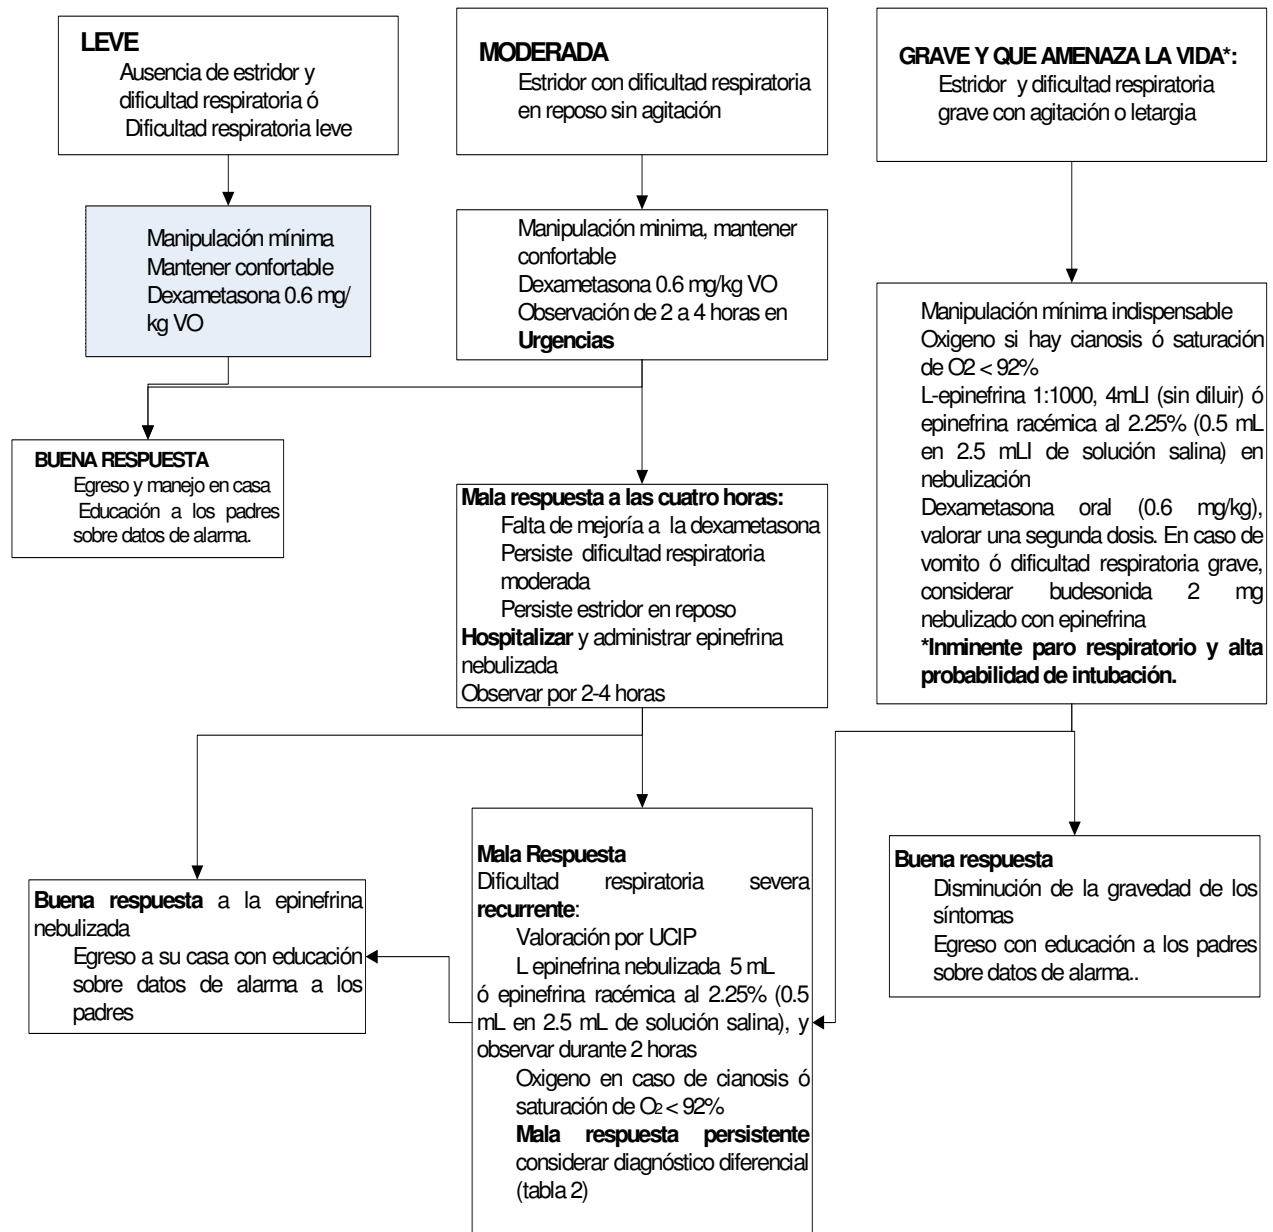 LEVE
Ausencia de estridor y
dificultad respiratoria ó
Dificultad respiratoria leve
MODERADA
Estridor con dificultad respiratoria
en reposo sin agitación
GRAVE Y QUE AMENAZA LA VIDA*:
Estridor y dificultad respiratoria
grave con agitación o letargia
Manipulación mínima
Mantener confortable
Dexametasona 0.6 mg/
kg VO
Manipulación minima, mantener
confortable
Dexametasona 0.6 mg/kg VO
Observación de 2 a 4 horas en
Urgencias
Manipulación mínima indispensable
Oxigeno si hay cianosis ó saturación
de O2 < 92%
L-epinefrina 1:1000, 4mLl (sin diluir) ó
epinefrina racémica al 2.25% (0.5 mL
en 2.5 mLl de solución salina) en
nebulización
Dexametasona oral (0.6 mg/kg),
valorar una segunda dosis. En caso de
vomito ó dificultad respiratoria grave,
considerar budesonida 2 mg
nebulizado con epinefrina
*Inminente paro respiratorio y alta
probabilidad de intubación.
BUENA RESPUESTA
Egreso y manejo en casa
Educación a los padres
sobre datos de alarma.
Mala respuesta a las cuatro horas:
Falta de mejoría a la dexametasona
Persiste dificultad respiratoria
moderada
Persiste estridor en reposo
Hospitalizar y administrar epinefrina
nebulizada
Observar por 2-4 horas
Buena respuesta a la epinefrina
nebulizada
Egreso a su casa con educación
sobre datos de alarma a los
padres
Mala Respuesta
Dificultad respiratoria severa
recurrente:
Valoración por UCIP
L epinefrina nebulizada 5 mL
ó epinefrina racémica al 2.25% (0.5
mL en 2.5 mL de solución salina), y
observar durante 2 horas
Oxigeno en caso de cianosis ó
saturación de O2 < 92%
Mala respuesta persistente
considerar diagnóstico diferencial
(tabla 2)
Buena respuesta
Disminución de la gravedad de los
síntomas
Egreso con educación a los padres
sobre datos de alarma..